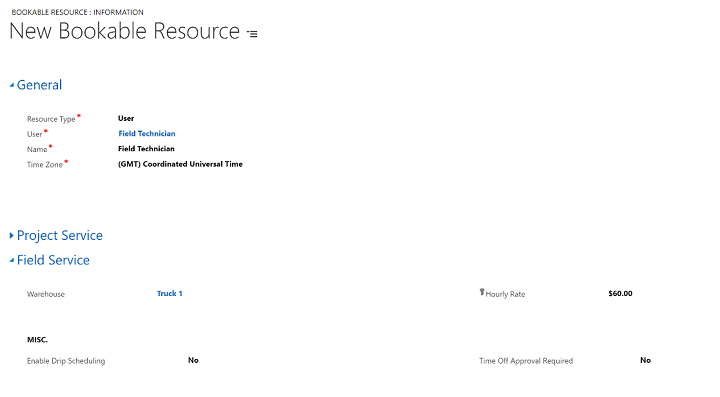 BOOKABLE RESOURCE : INFORMATION
New Bookable Resource
General
Resource Type* User
User* Field Technician
Name* Field Technician
Time Zone* (GMT) Coordinated Universal Time
Project Service
Field Service
Warehouse Truck 1 Hourly Rate $60.00
MISC.
Enable Drip Scheduling No Time Off Approval Required No